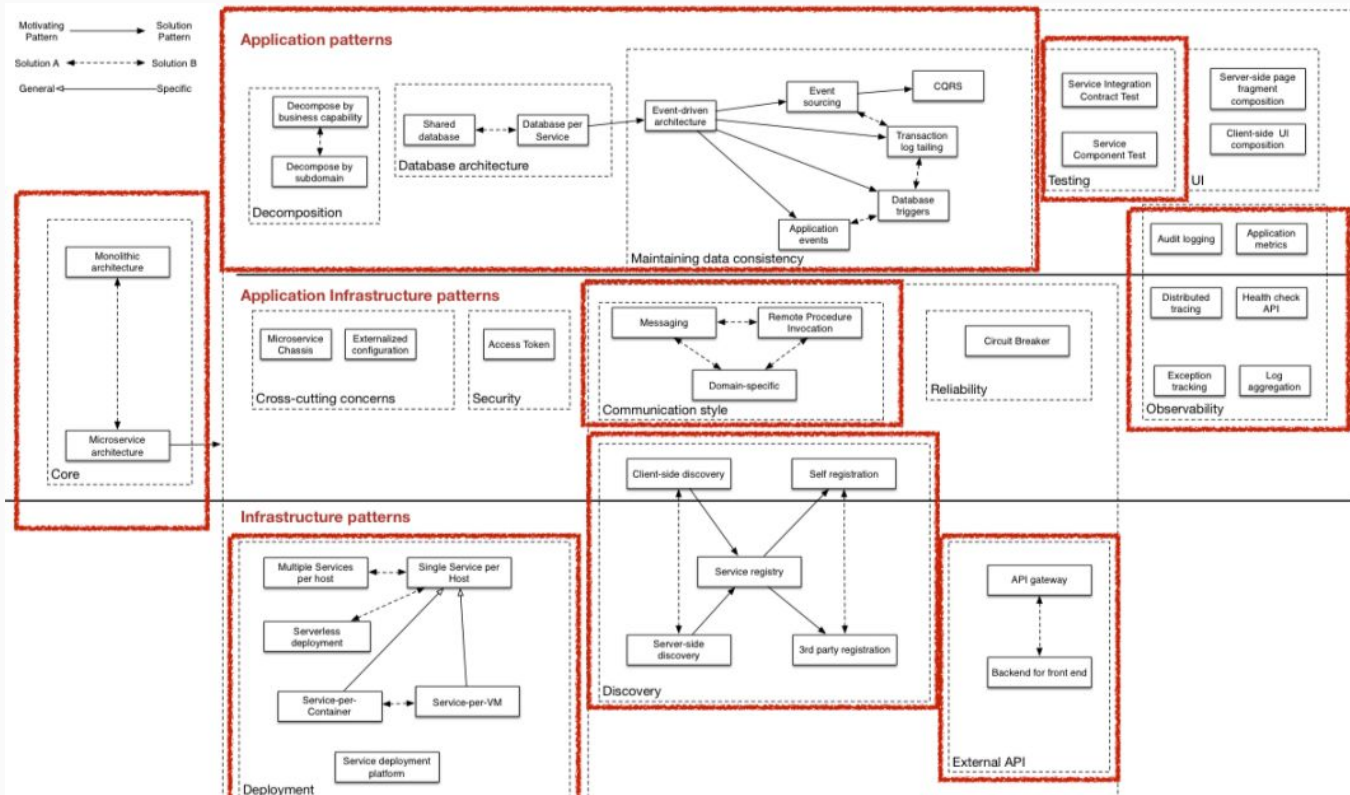 Motivating
Pattern
Solution
Pattern
Solution A
Solution B
General
Specific
Application patterns
Decompose by
business capability
Decompose by
subdomain
Decomposition
Shared
database
Database per
Service
Database architecture
Event-driven
architecture
Event
sourcing
CQRS
Transaction
log tailing
Database
triggers
Application
events
Maintaining data consistency
Service Integration
Contract Test
Service
Component Test
Testing
Server-side page
fragment composition
Client-side UI
composition
UI
Monolithic
architecture
Microservice
architecture
Core
Application Infrastructure patterns
Microservice
Chassis
Externalized
configuration
Cross-cutting concerns
Access Token
Security
Messaging
Remote Procedure
Invocation
Domain-specific
Communication style
Circuit Breaker
Reliability
Audit logging
Application
metrics
Distributed
tracing
Health check
API
Exception
tracking
Log
aggregation
Observability
Infrastructure patterns
Multiple Services
per host
Single Service per
Host
Serverless
deployment
Service-per-
Container
Service-per-VM
Service deployment
platform
Deployment
Client-side discovery
Self registration
Service registry
Server-side
discovery
3rd party registration
Discovery
API gateway
Backend for front end
External API